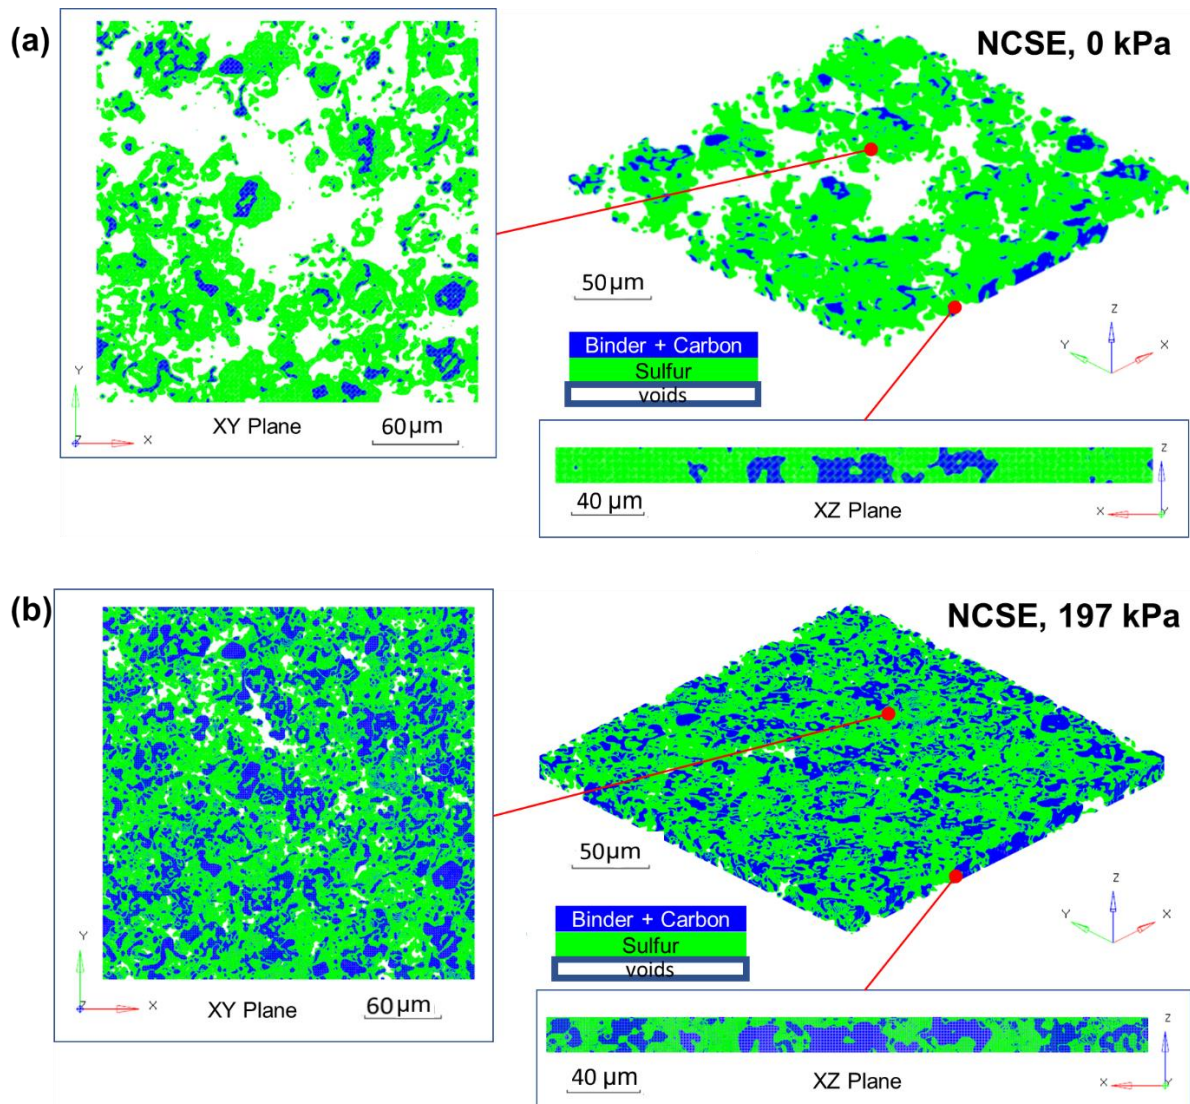 (a)
NCSE, 0 kPa
50µm
Z
Y
X
Binder + Carbon
Sulfur
voids
Y
Z
X
XY Plane
60µm
Z
40 µm
XZ Plane
X
Y
(b)
NCSE, 197 kPa
50µm
Z
Y
X
Binder + Carbon
Sulfur
voids
Y
Z
X
XY Plane
60µm
Z
40 µm
XZ Plane
X
Y